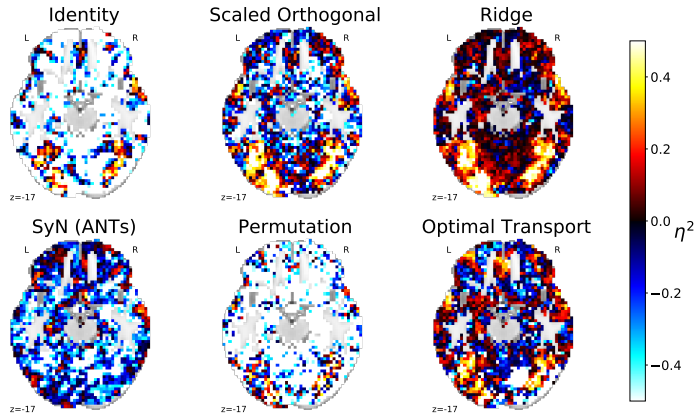 Identity
Scaled Orthogonal
Ridge
L R
L R
L R
z=-17
z=-17
z=-17
SyN (ANTs)
Permutation
Optimal Transport
L R
L R
L R
z=-17
z=-17
z=-17
0.4
0.2
0.0
η²
−0.2
−0.4